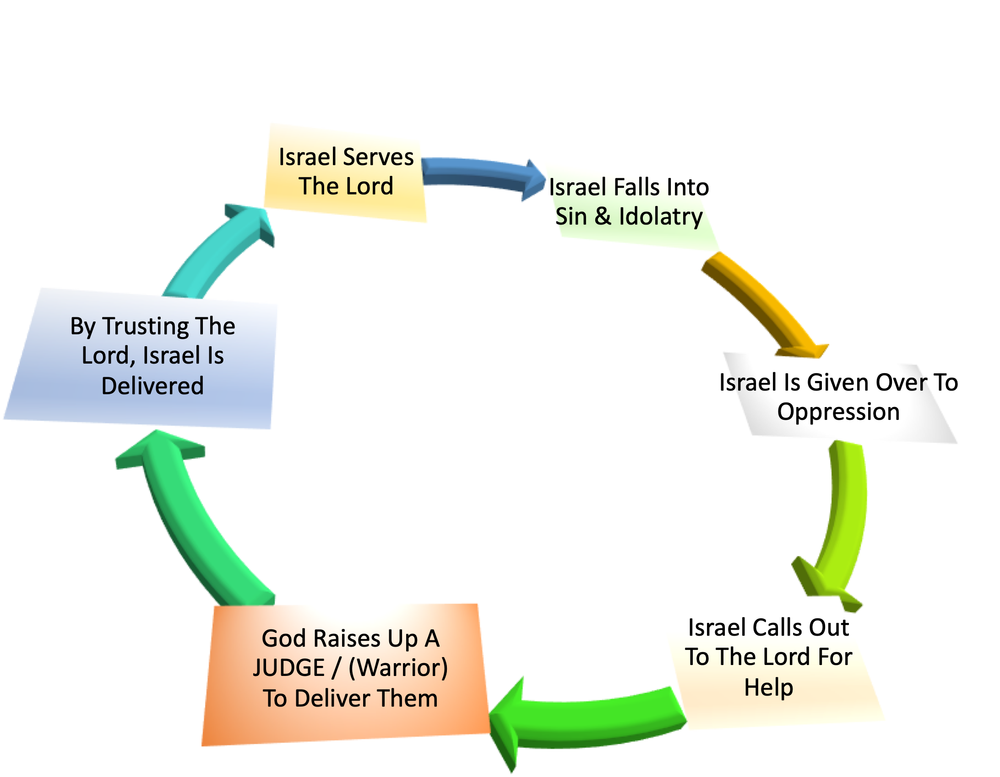 Israel Serves
The Lord
Israel Falls Into
Sin & Idolatry
Israel Is Given Over To
Oppression
Israel Calls Out
To The Lord For
Help
God Raises Up A
JUDGE / (Warrior)
To Deliver Them
By Trusting The
Lord, Israel Is
Delivered